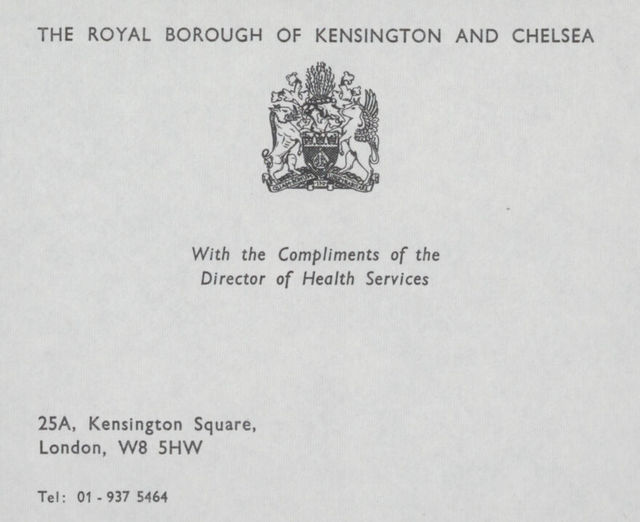 THE ROYAL BOROUGH OF KENSINGTON AND CHELSEA
With the Compliments of the
Director of Health Services
25A, Kensington Square,
London, W8 5HW
Tel: 01 - 937 5464